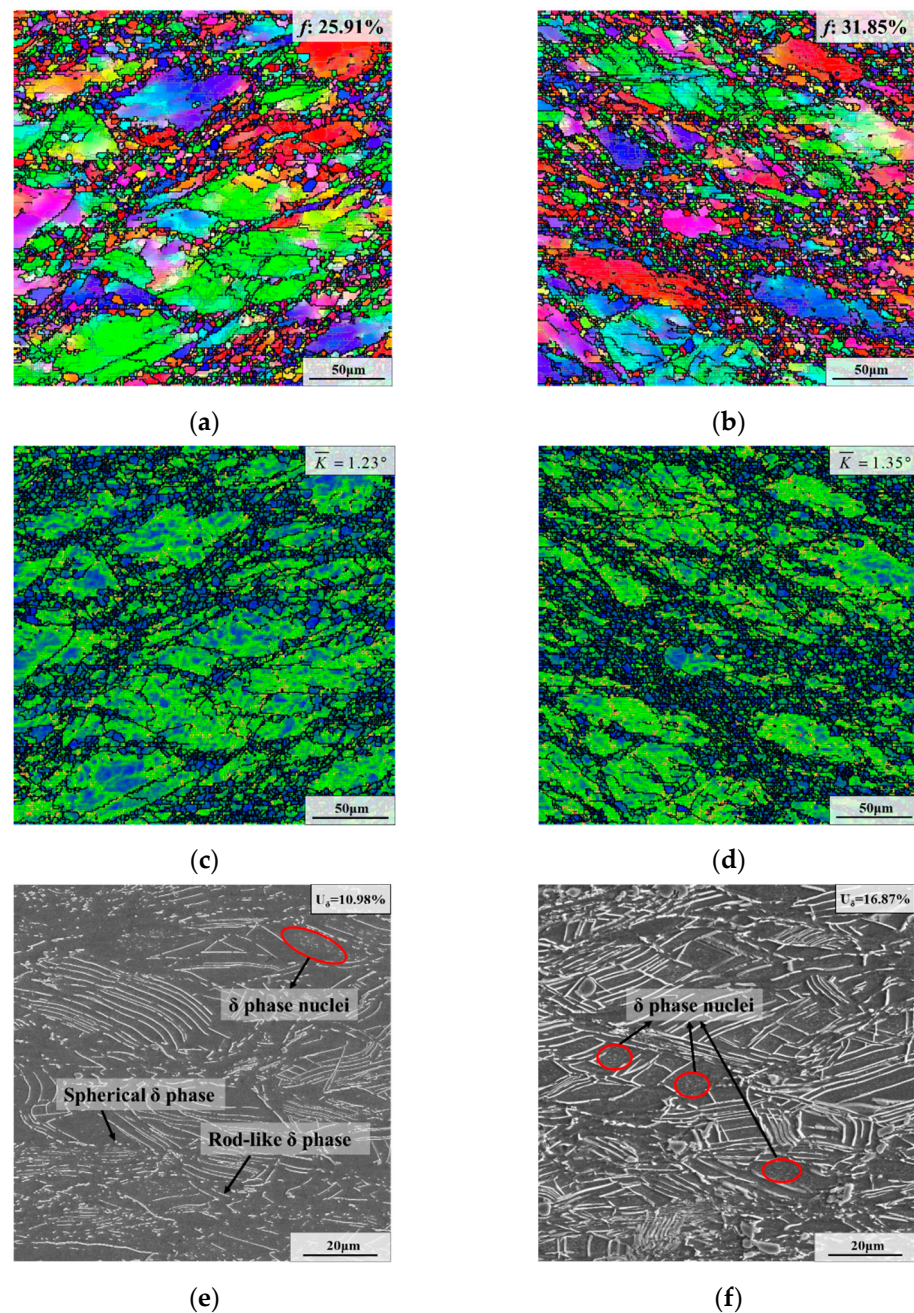 f: 25.91%
f: 31.85%
50μm
50μm
(a)
(b)
K̅ = 1.23°
K̅ = 1.35°
50μm
50μm
(c)
(d)
Uδ=10.98%
Uδ=16.87%
δ phase nuclei
δ phase nuclei
Spherical δ phase
Rod-like δ phase
20μm
20μm
(e)
(f)